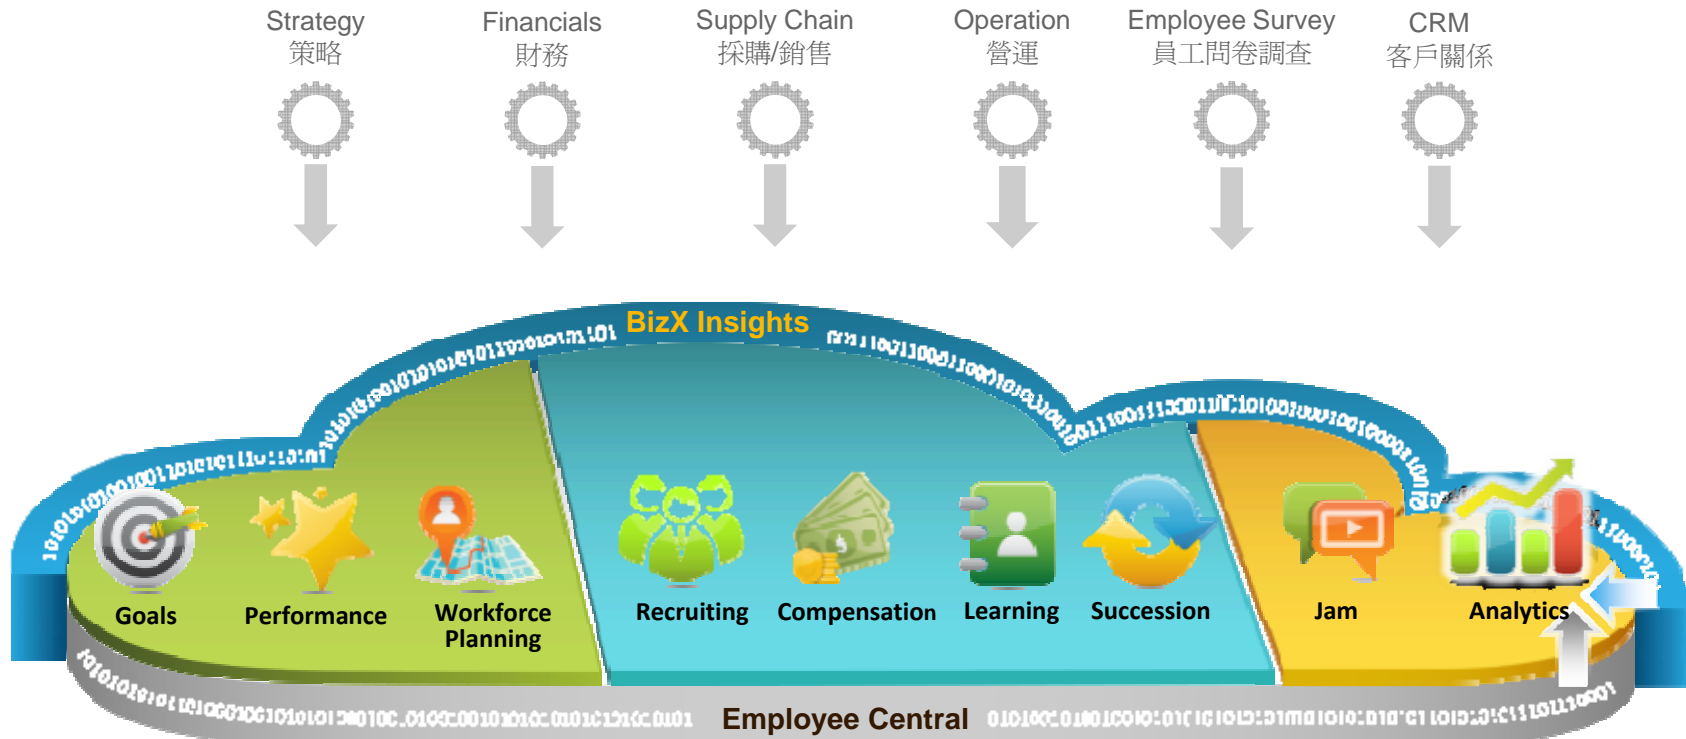 Strategy
策略
Financials
財務
Supply Chain
採購/銷售
Operation
營運
Employee Survey
員工問卷調查
CRM
客戶關係
BizX Insights
Goals
Performance
Workforce
Planning
Recruiting
Compensation
Learning
Succession
Jam
Analytics
Employee Central